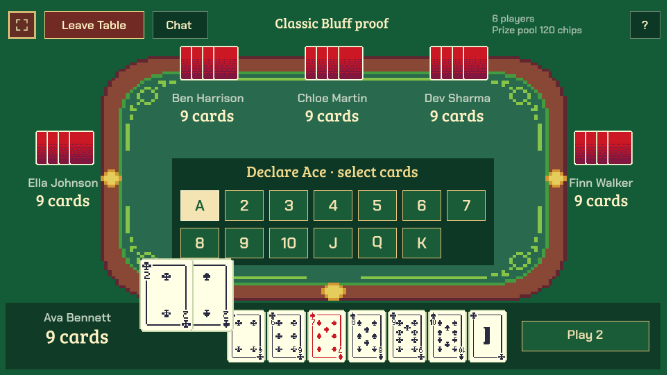 Leave Table
Chat
Classic Bluff proof
6 players
Prize pool 120 chips
?
Ben Harrison
9 cards
Chloe Martin
9 cards
Dev Sharma
9 cards
Ella Johnson
9 cards
Finn Walker
9 cards
Declare Ace · select cards
A 2 3 4 5 6 7
8 9 10 J Q K
Ava Bennett
9 cards
2 2
J
Play 2